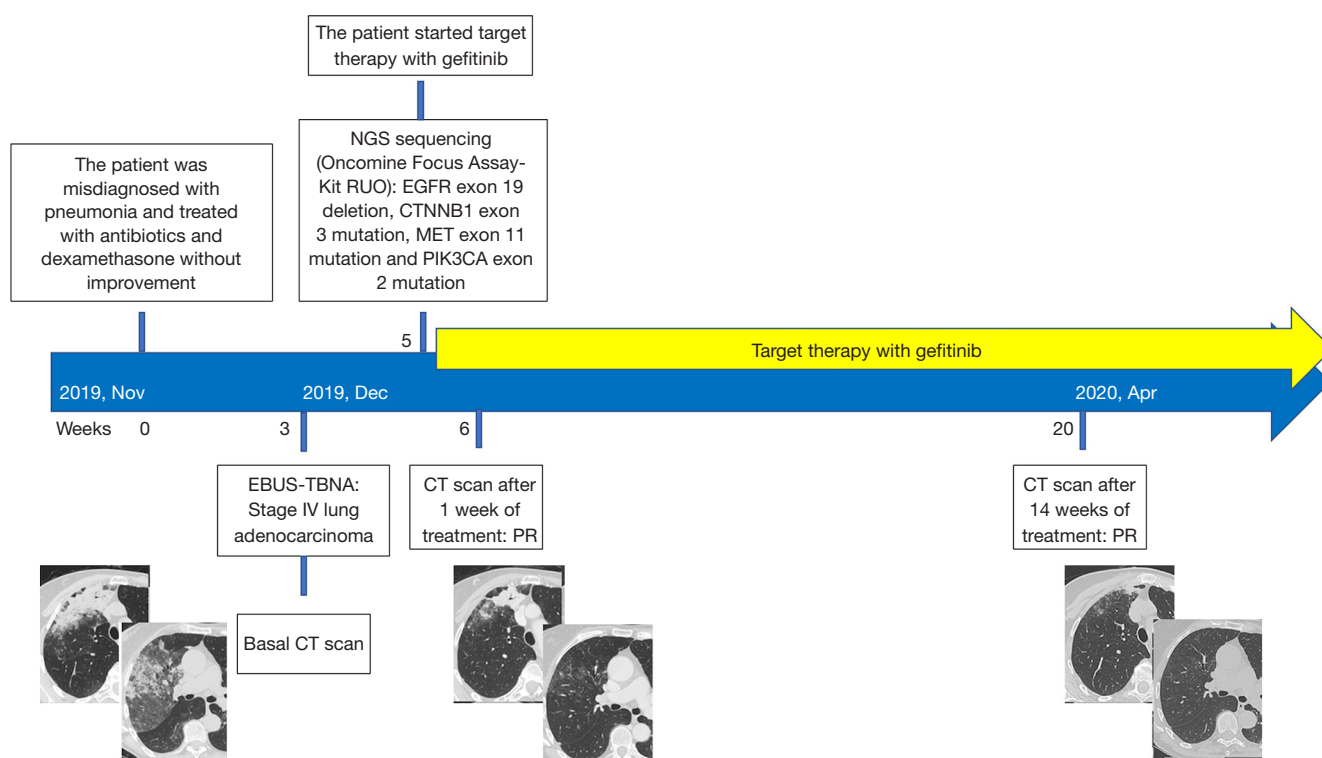 The patient started target
therapy with gefitinib
The patient was
misdiagnosed with
pneumonia and treated
with antibiotics and
dexamethasone without
improvement
NGS sequencing
(Oncomine Focus Assay-
Kit RUO): EGFR exon 19
deletion, CTNNB1 exon
3 mutation, MET exon 11
mutation and PIK3CA exon
2 mutation
5
Target therapy with gefitinib
2019, Nov
2019, Dec
2020, Apr
Weeks
0
3
6
20
EBUS-TBNA:
Stage IV lung
adenocarcinoma
CT scan after
1 week of
treatment: PR
CT scan after
14 weeks of
treatment: PR
Basal CT scan